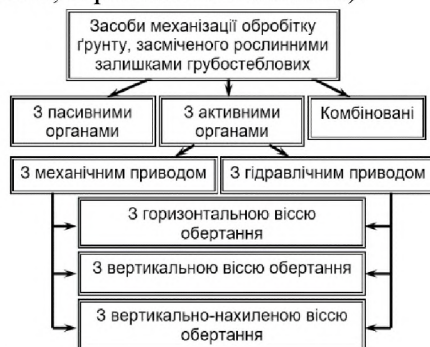 Засоби механізації обробітку
ґрунту, засміченого рослинними
залишками грубостеблових
З пасивними
органами
З активними
органами
Комбіновані
З механічним приводом
З гідравлічним приводом
З горизонтальною віссю
обертання
З вертикальною віссю обертання
З вертикально-нахиленою віссю
обертання